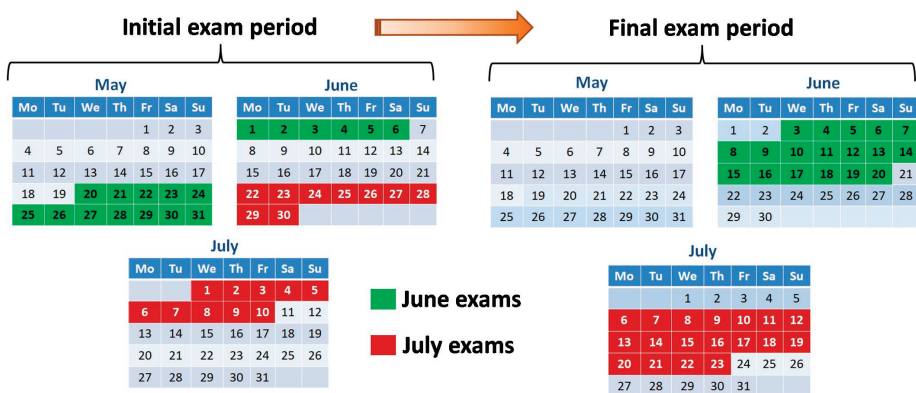 Initial exam period
Final exam period
May
Mo Tu We Th Fr Sa Su
1 2 3
4 5 6 7 8 9 10
11 12 13 14 15 16 17
18 19 20 21 22 23 24
25 26 27 28 29 30 31
June
Mo Tu We Th Fr Sa Su
1 2 3 4 5 6 7
8 9 10 11 12 13 14
15 16 17 18 19 20 21
22 23 24 25 26 27 28
29 30
July
Mo Tu We Th Fr Sa Su
1 2 3 4 5
6 7 8 9 10 11 12
13 14 15 16 17 18 19
20 21 22 23 24 25 26
27 28 29 30 31
June exams
July exams
May
Mo Tu We Th Fr Sa Su
1 2 3
4 5 6 7 8 9 10
11 12 13 14 15 16 17
18 19 20 21 22 23 24
25 26 27 28 29 30 31
June
Mo Tu We Th Fr Sa Su
1 2 3 4 5 6 7
8 9 10 11 12 13 14
15 16 17 18 19 20 21
22 23 24 25 26 27 28
29 30
July
Mo Tu We Th Fr Sa Su
1 2 3 4 5
6 7 8 9 10 11 12
13 14 15 16 17 18 19
20 21 22 23 24 25 26
27 28 29 30 31